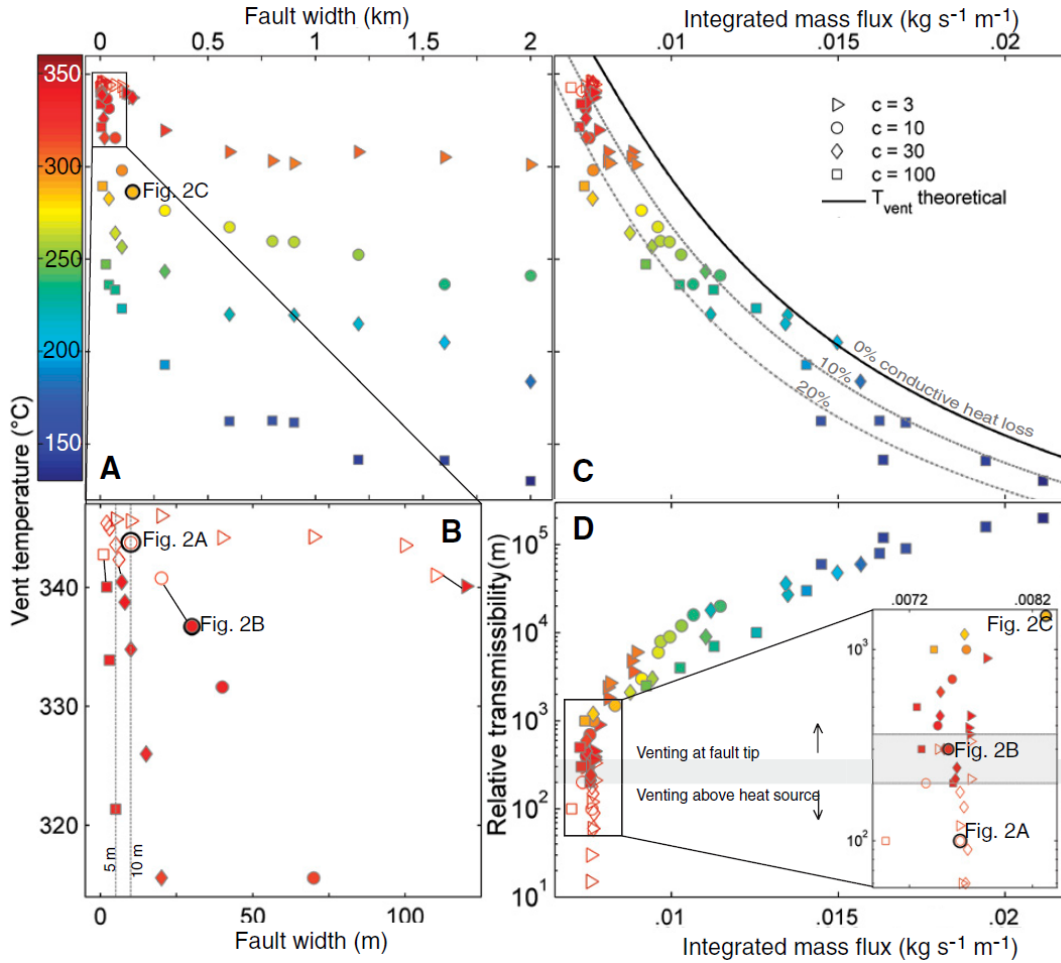 Fault width (km)
0 0.5 1 1.5 2
Integrated mass flux (kg s⁻¹ m⁻¹)
.01 .015 .02
Vent temperature (°C)
350
300
250
200
150
Fig. 2C
A
c = 3
c = 10
c = 30
c = 100
T_vent theoretical
0% conductive heat loss
10%
20%
C
B
Fig. 2A
Fig. 2B
340
330
320
5 m
10 m
0 50 100
Fault width (m)
D
Relative transmissibility(m)
10⁵
10⁴
10³
10²
10¹
Venting at fault tip
Venting above heat source
.0072 .0082
Fig. 2C
10³
Fig. 2B
Fig. 2A
10²
.01 .015 .02
Integrated mass flux (kg s⁻¹ m⁻¹)